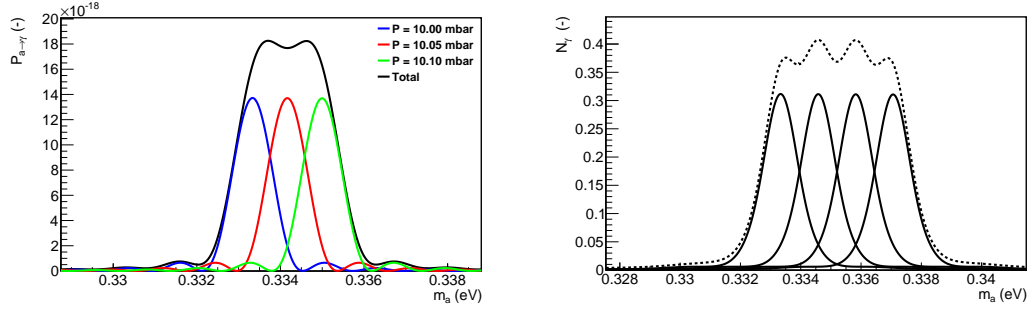 ×10⁻¹⁸
P_{a→γ} (-)
20
18
16
14
12
10
8
6
4
2
0
P = 10.00 mbar
P = 10.05 mbar
P = 10.10 mbar
Total
0.33 0.332 0.334 0.336 0.338
m_a (eV)
N_γ (-)
0.4
0.35
0.3
0.25
0.2
0.15
0.1
0.05
0
0.328 0.33 0.332 0.334 0.336 0.338 0.34
m_a (eV)